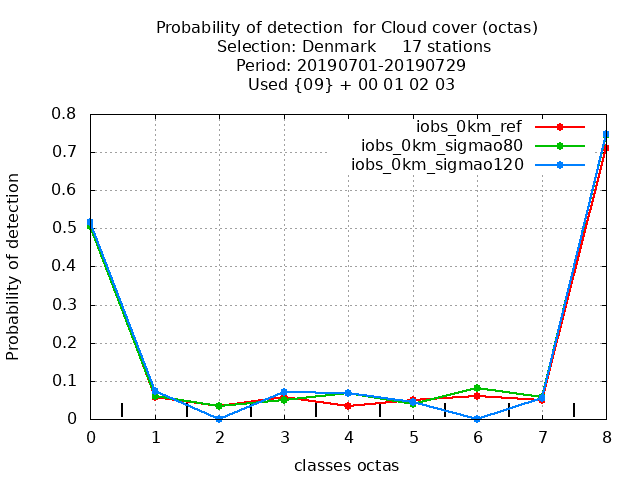 Probability of detection  for Cloud cover (octas)
Selection: Denmark     17 stations
Period: 20190701-20190729
Used {09} + 00 01 02 03
iobs_0km_ref
iobs_0km_sigmao80
iobs_0km_sigmao120
Probability of detection
0.8
0.7
0.6
0.5
0.4
0.3
0.2
0.1
0
0 1 2 3 4 5 6 7 8
classes octas